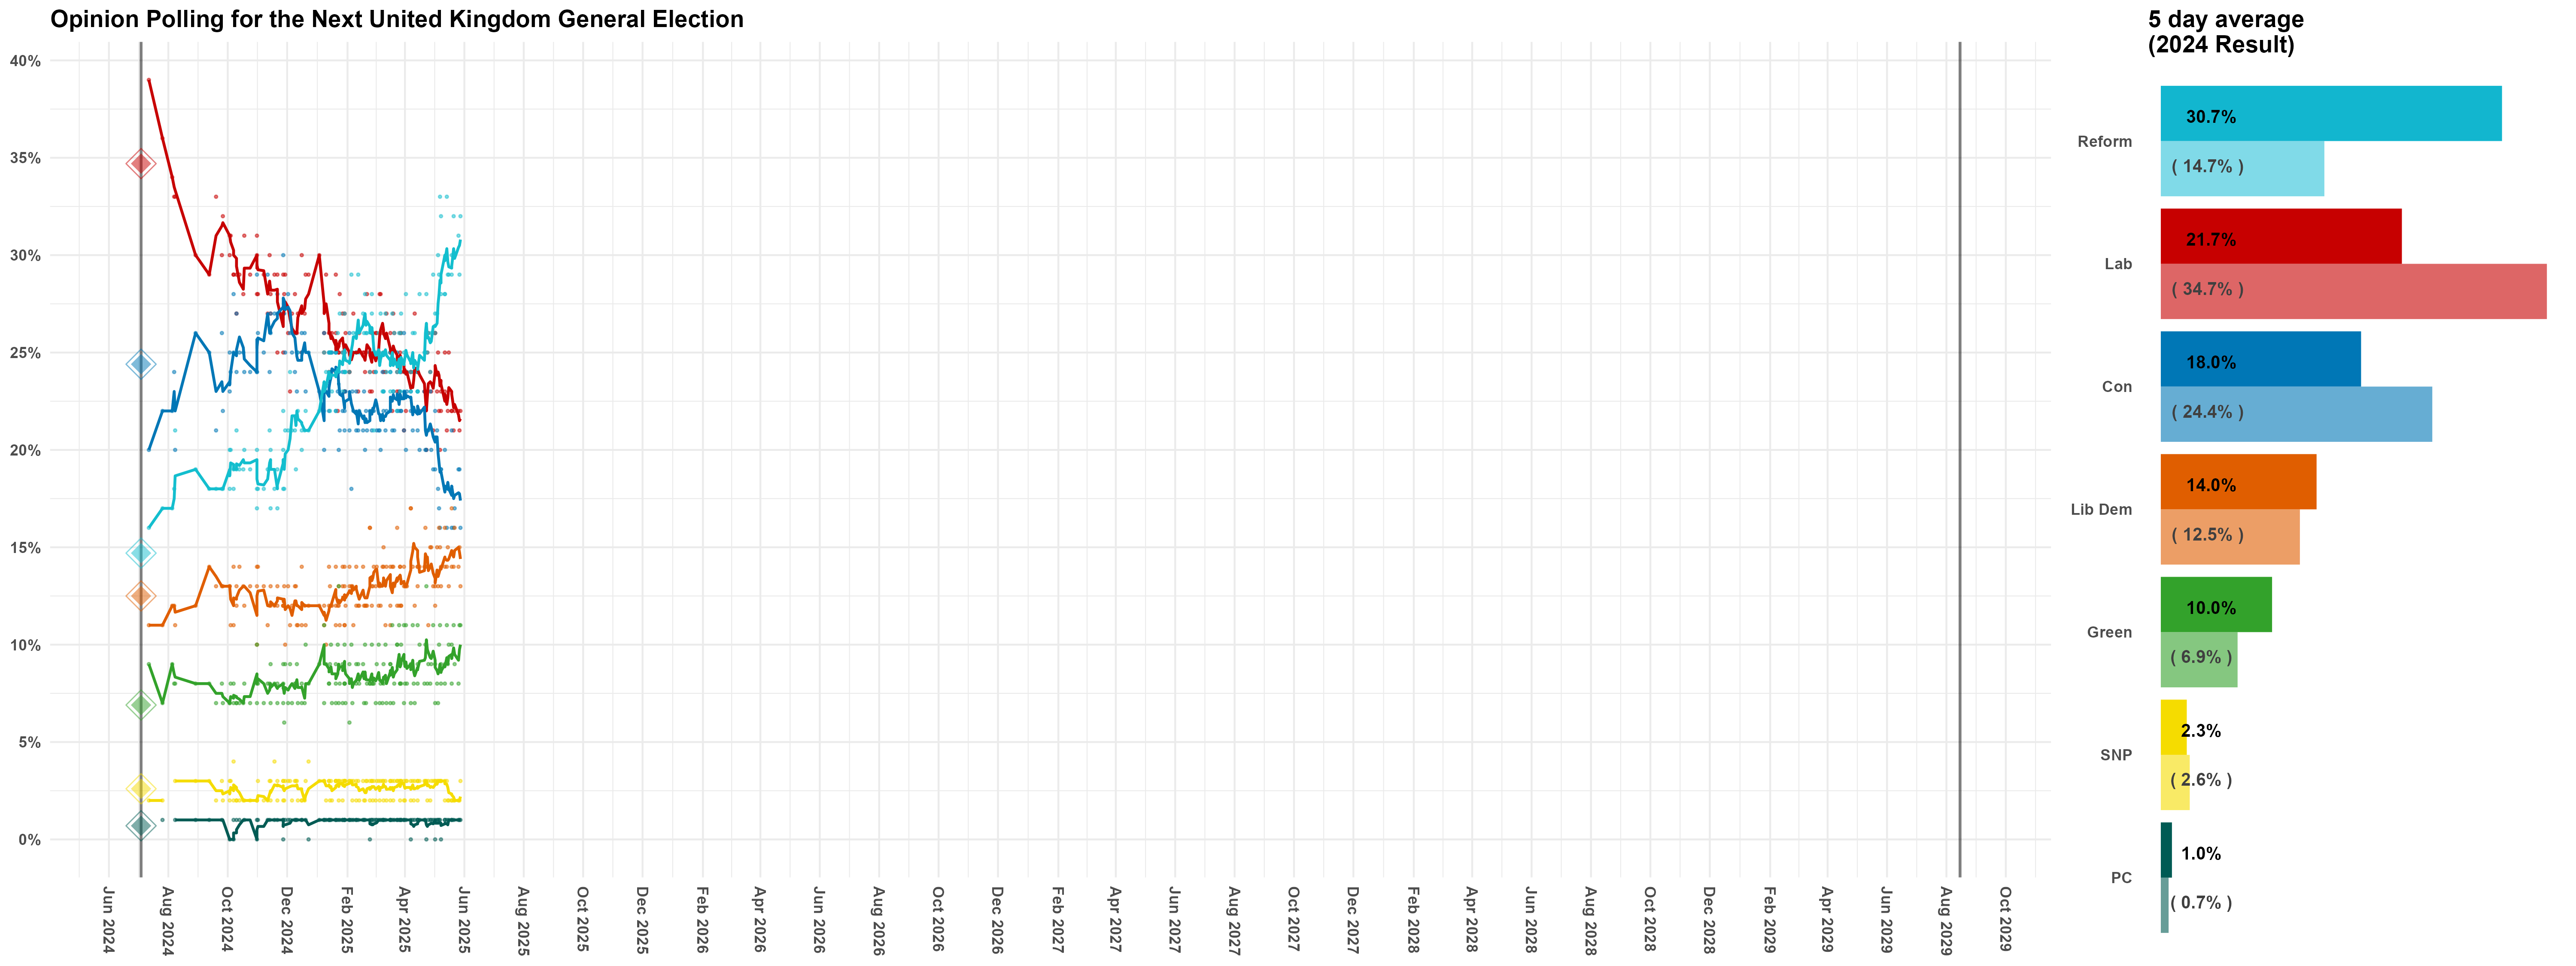 Opinion Polling for the Next United Kingdom General Election
40%
35%
30%
25%
20%
15%
10%
5%
0%
Jun 2024
Aug 2024
Oct 2024
Dec 2024
Feb 2025
Apr 2025
Jun 2025
Aug 2025
Oct 2025
Dec 2025
Feb 2026
Apr 2026
Jun 2026
Aug 2026
Oct 2026
Dec 2026
Feb 2027
Apr 2027
Jun 2027
Aug 2027
Oct 2027
Dec 2027
Feb 2028
Apr 2028
Jun 2028
Aug 2028
Oct 2028
Dec 2028
Feb 2029
Apr 2029
Jun 2029
Aug 2029
Oct 2029
5 day average
(2024 Result)
Reform
30.7%
( 14.7% )
Lab
21.7%
( 34.7% )
Con
18.0%
( 24.4% )
Lib Dem
14.0%
( 12.5% )
Green
10.0%
( 6.9% )
SNP
2.3%
( 2.6% )
PC
1.0%
( 0.7% )